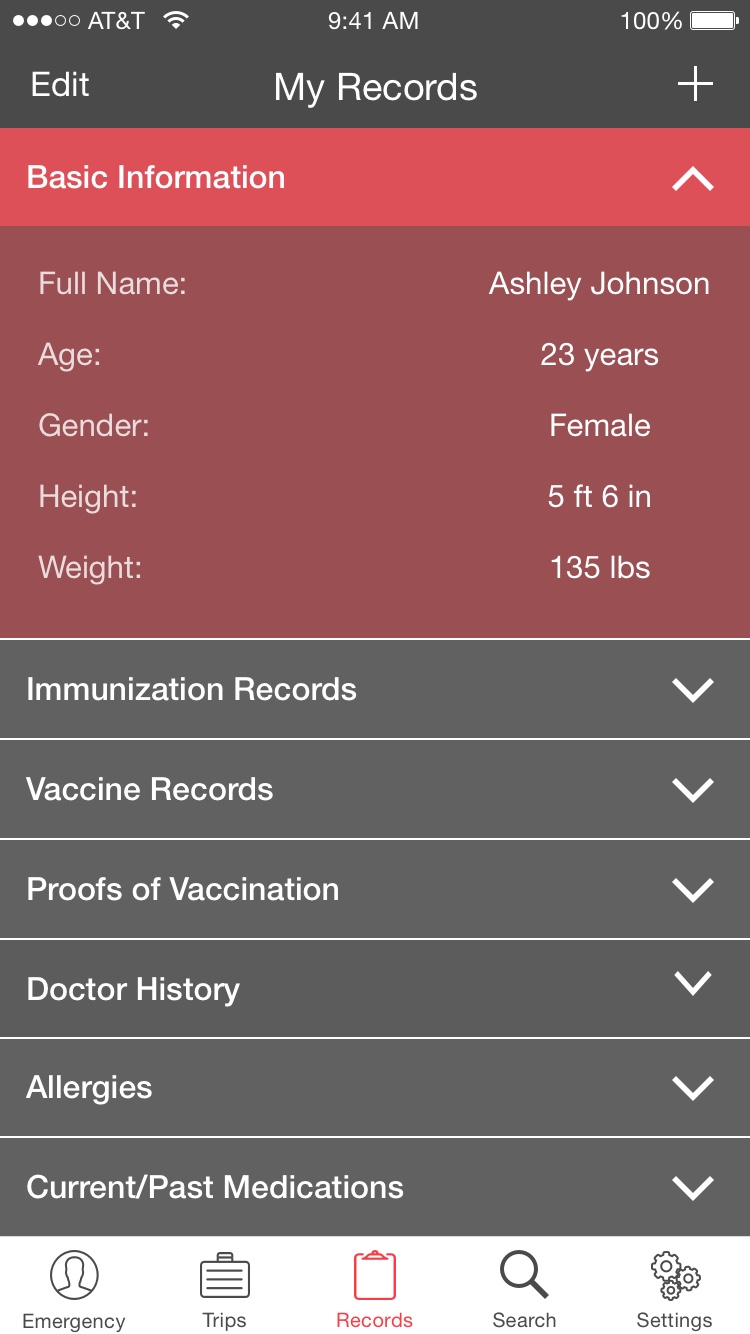 AT&T 9:41 AM 100%
Edit My Records
Basic Information
Full Name: Ashley Johnson
Age: 23 years
Gender: Female
Height: 5 ft 6 in
Weight: 135 lbs
Immunization Records
Vaccine Records
Proofs of Vaccination
Doctor History
Allergies
Current/Past Medications
Emergency Trips Records Search Settings